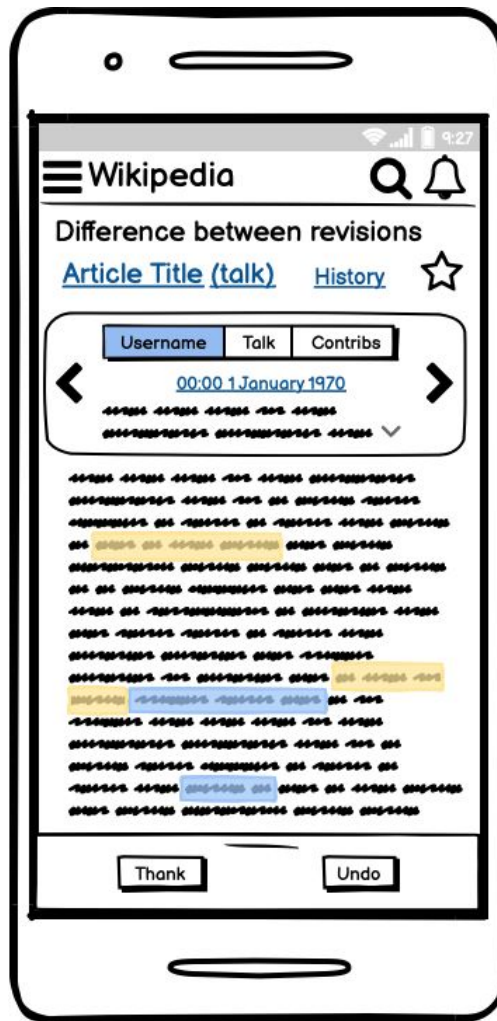 9:27
Wikipedia
Difference between revisions
Article Title (talk) History
Username Talk Contribs
00:00 1 January 1970
Thank Undo